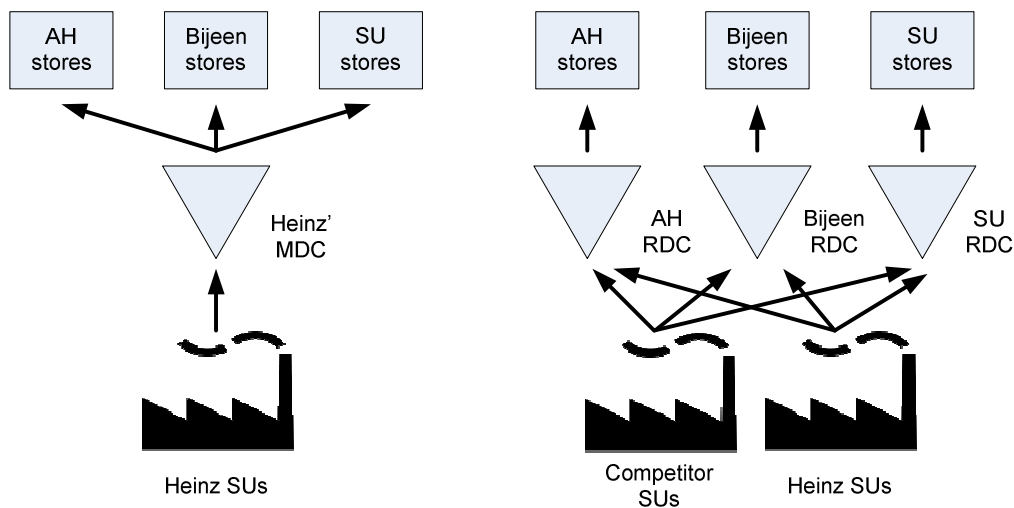 AH
stores
Bijeen
stores
SU
stores
Heinz'
MDC
Heinz SUs
AH
stores
Bijeen
stores
SU
stores
AH
RDC
Bijeen
RDC
SU
RDC
Competitor
SUs
Heinz SUs